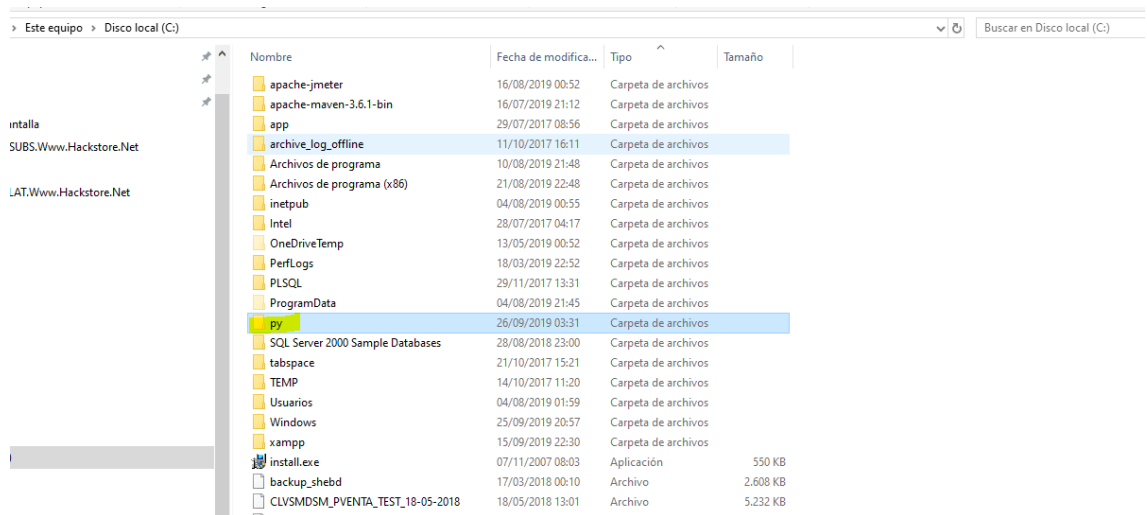 Este equipo > Disco local (C:)
Buscar en Disco local (C:)
Nombre Fecha de modifica... Tipo Tamaño
apache-jmeter 16/08/2019 00:52 Carpeta de archivos
apache-maven-3.6.1-bin 16/07/2019 21:12 Carpeta de archivos
ntalla app 29/07/2017 08:56 Carpeta de archivos
SUBS.Www.Hackstore.Net archive_log_offline 11/10/2017 16:11 Carpeta de archivos
Archivos de programa 10/08/2019 21:48 Carpeta de archivos
LAT.Www.Hackstore.Net Archivos de programa (x86) 21/08/2019 22:48 Carpeta de archivos
inetpub 04/08/2019 00:55 Carpeta de archivos
Intel 28/07/2017 04:17 Carpeta de archivos
OneDriveTemp 13/05/2019 00:52 Carpeta de archivos
PerfLogs 18/03/2019 22:52 Carpeta de archivos
PLSQL 29/11/2017 13:31 Carpeta de archivos
ProgramData 04/08/2019 21:45 Carpeta de archivos
py 26/09/2019 03:31 Carpeta de archivos
SQL Server 2000 Sample Databases 28/08/2018 23:00 Carpeta de archivos
tabspace 21/10/2017 15:21 Carpeta de archivos
TEMP 14/10/2017 11:20 Carpeta de archivos
Usuarios 04/08/2019 01:59 Carpeta de archivos
Windows 25/09/2019 20:57 Carpeta de archivos
xampp 15/09/2019 22:30 Carpeta de archivos
install.exe 07/11/2007 08:03 Aplicación 550 KB
backup_shebd 17/03/2018 00:10 Archivo 2.608 KB
CLVSMDSM_PVENTA_TEST_18-05-2018 18/05/2018 13:01 Archivo 5.232 KB